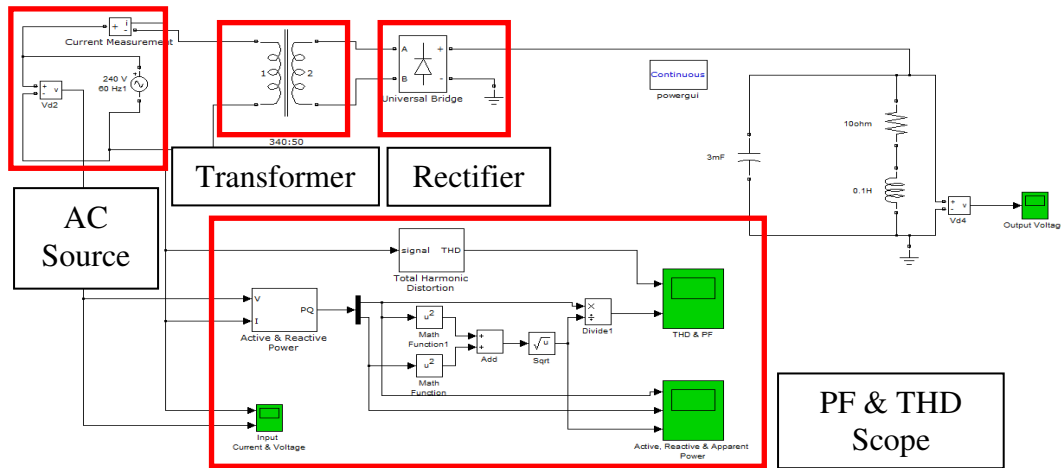 +
-
i
Current Measurement
240 V
60 Hz1
+
-
v
Vd2
+
1
2
340:50
A
B
+
-
Universal Bridge
Continuous
powergui
3mF
10ohm
0.1H
+
-
v
Vd4
Output Voltag
AC
Source
Transformer
Rectifier
signal
THD
Total Harmonic
Distortion
V
I
PQ
Active & Reactive
Power
u²
Math
Function1
u²
Math
Function
+
+
Add
√u
Sqrt
×
÷
Divide1
THD & PF
Active, Reactive & Apparent
Power
Input
Current & Voltage
PF & THD
Scope